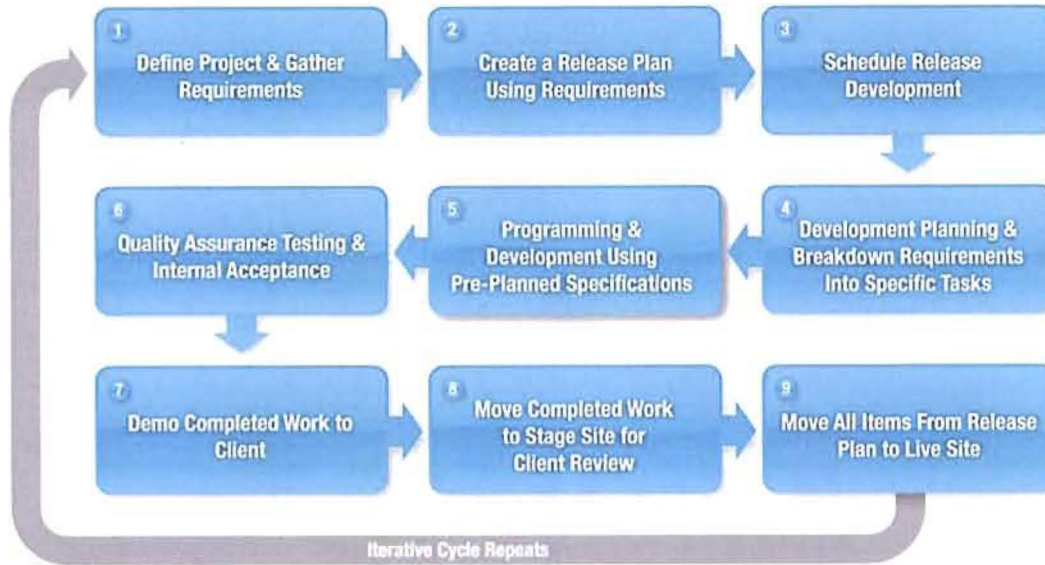 1
Define Project & Gather
Requirements
2
Create a Release Plan
Using Requirements
3
Schedule Release
Development
4
Development Planning &
Breakdown Requirements
Into Specific Tasks
5
Programming &
Development Using
Pre-Planned Specifications
6
Quality Assurance Testing &
Internal Acceptance
7
Demo Completed Work to
Client
8
Move Completed Work
to Stage Site for
Client Review
9
Move All Items From Release
Plan to Live Site
Iterative Cycle Repeats